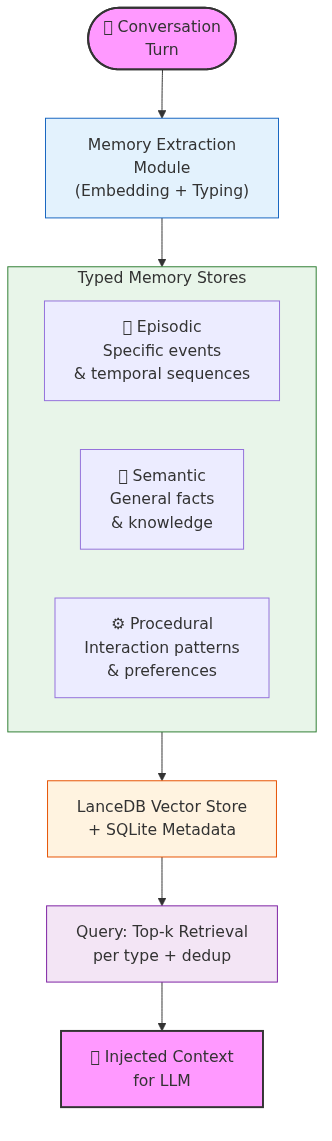 Conversation
Turn
Memory Extraction
Module
(Embedding + Typing)
Typed Memory Stores
Episodic
Specific events
& temporal sequences
Semantic
General facts
& knowledge
⚙ Procedural
Interaction patterns
& preferences
LanceDB Vector Store
+ SQLite Metadata
Query: Top-k Retrieval
per type + dedup
Injected Context
for LLM